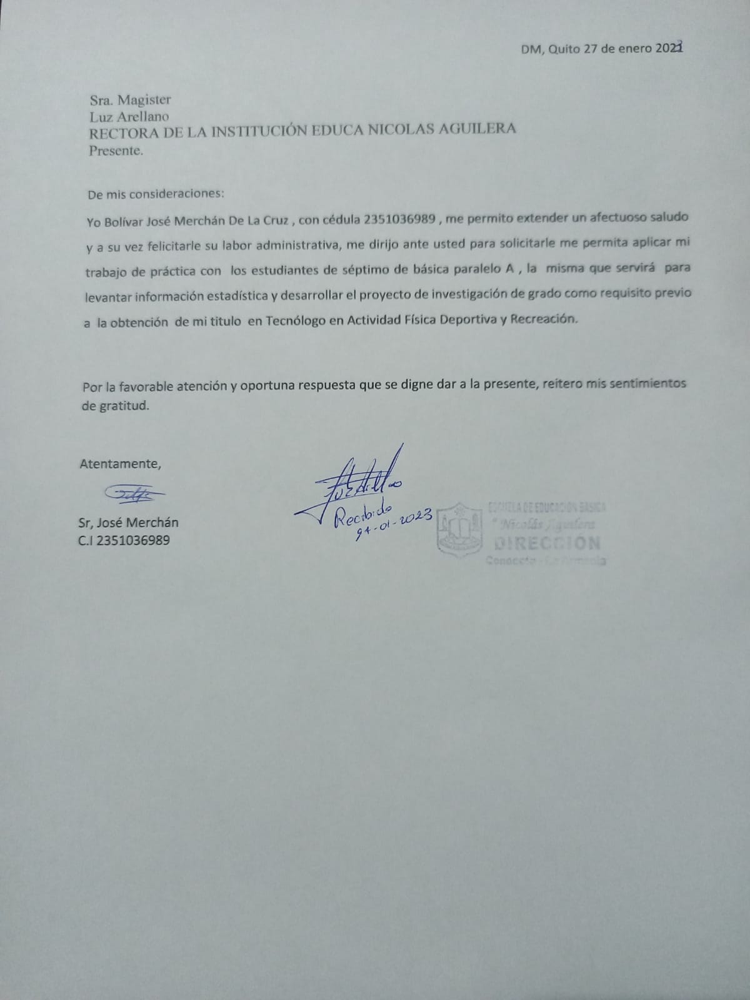 DM, Quito 27 de enero 2023
Sra. Magister
Luz Arellano
RECTORA DE LA INSTITUCIÓN EDUCA NICOLAS AGUILERA
Presente.
De mis consideraciones:
Yo Bolívar José Merchán De La Cruz , con cédula 2351036989 , me permito extender un afectuoso saludo
y a su vez felicitarle su labor administrativa, me dirijo ante usted para solicitarle me permita aplicar mi
trabajo de práctica con los estudiantes de séptimo de básica paralelo A , la misma que servirá para
levantar información estadística y desarrollar el proyecto de investigación de grado como requisito previo
a la obtención de mi titulo en Tecnólogo en Actividad Física Deportiva y Recreación.
Por la favorable atención y oportuna respuesta que se digne dar a la presente, reitero mis sentimientos
de gratitud.
Atentamente,
Sr, José Merchán
C.I 2351036989
Recibido
-01-2023
ESCUELA DE EDUCACIÓN BÁSICA
"Nicolás Aguilera
DIRECCIÓN
Conocoto - La Armenia